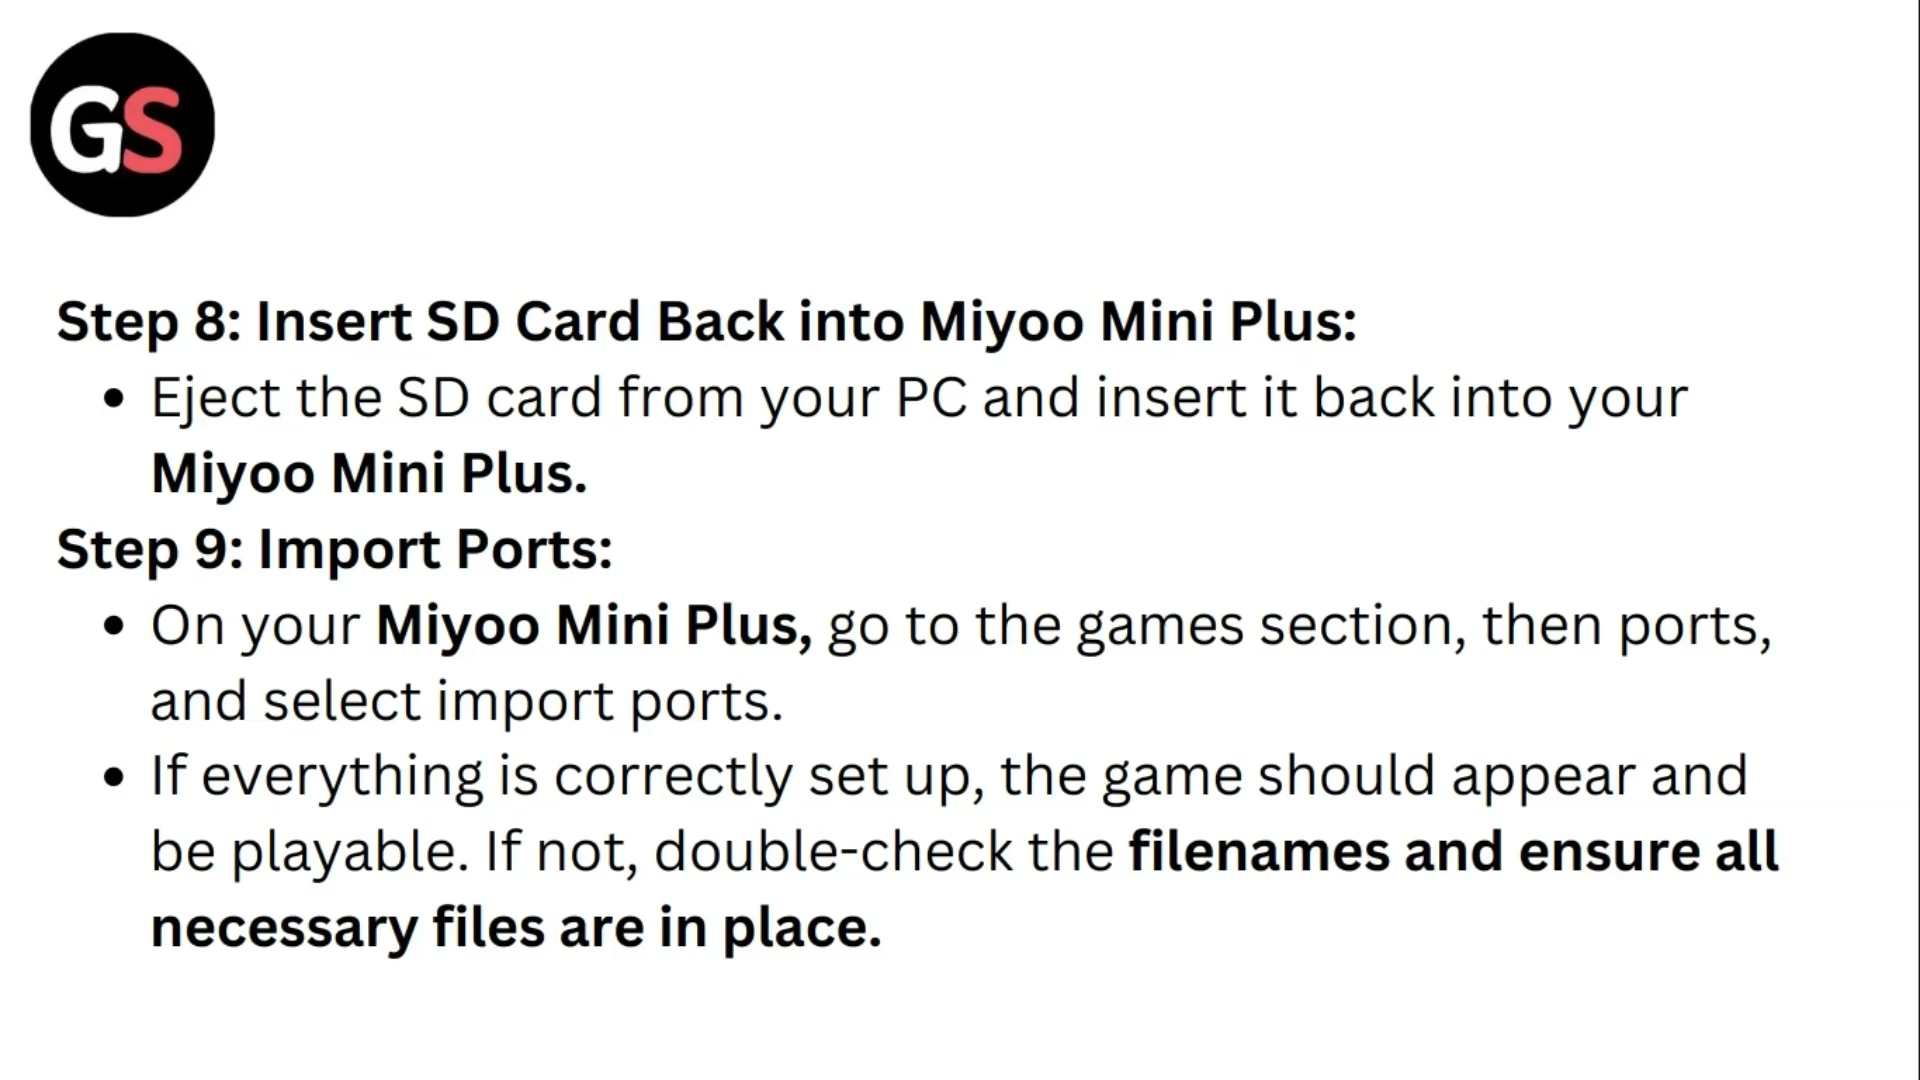 GS
Step 8: Insert SD Card Back into Miyoo Mini Plus:
• Eject the SD card from your PC and insert it back into your
Miyoo Mini Plus.
Step 9: Import Ports:
• On your Miyoo Mini Plus, go to the games section, then ports,
and select import ports.
• If everything is correctly set up, the game should appear and
be playable. If not, double-check the filenames and ensure all
necessary files are in place.